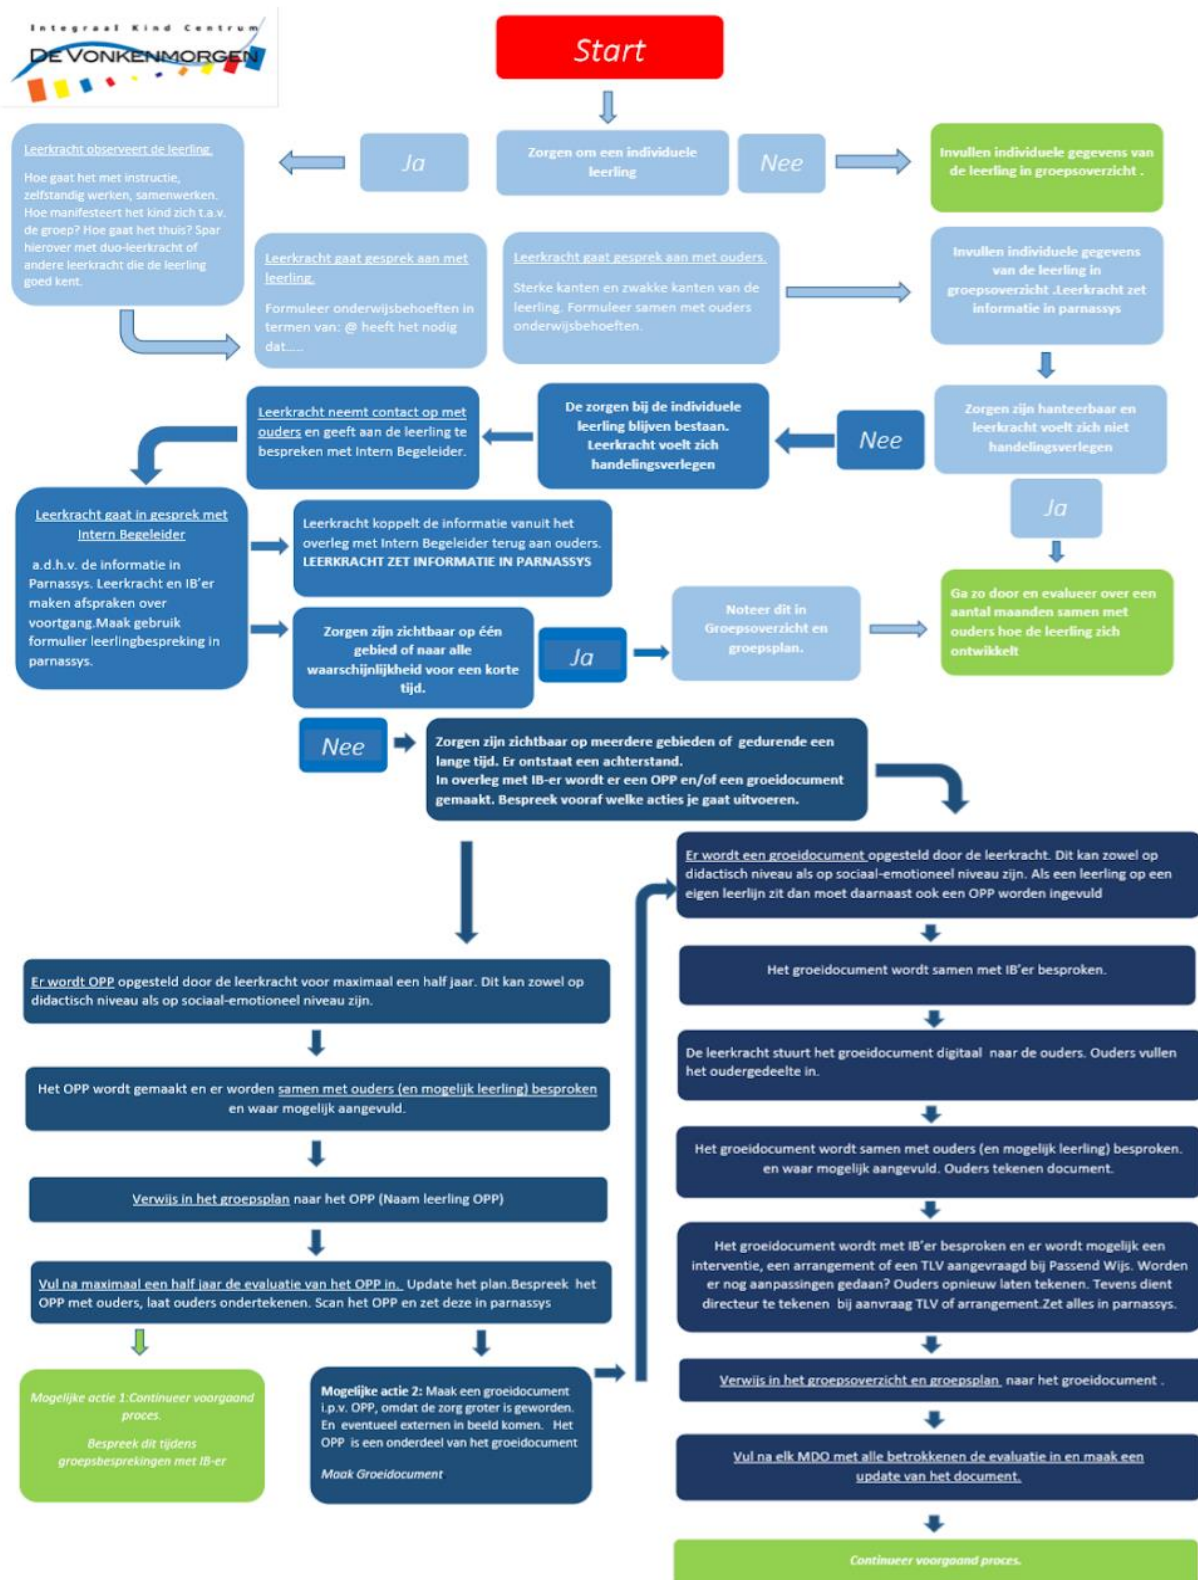 Integraal Kind Centrum
DE VONKENMORGEN
Start
Leerkracht observeert de leerling.
Hoe gaat het met instructie,
zelfstandig werken, samenwerken.
Hoe manifesteert het kind zich t.a.v.
de groep? Hoe gaat het thuis? Spar
hierover met duo-leerkracht of
andere leerkracht die de leerling
goed kent.
Ja
Zorgen om een individuele
leerling
Nee
Invullen individuele gegevens van
de leerling in groepsoverzicht .
Leerkracht gaat gesprek aan met
leerling.
Formuleer onderwijsbehoeften in
termen van: @ heeft het nodig
dat.....
Leerkracht gaat gesprek aan met ouders.
Sterke kanten en zwakke kanten van de
leerling. Formuleer samen met ouders
onderwijsbehoeften.
Invullen individuele gegevens
van de leerling in
groepsoverzicht .Leerkracht zet
informatie in parnassys
Zorgen zijn hanteerbaar en
leerkracht voelt zich niet
handelingsverlegen
Nee
De zorgen bij de individuele
leerling blijven bestaan.
Leerkracht voelt zich
handelingsverlegen
Leerkracht neemt contact op met
ouders en geeft aan de leerling te
bespreken met Intern Begeleider.
Ja
Leerkracht gaat in gesprek met
Intern Begeleider
a.d.h.v. de informatie in
Parnassys. Leerkracht en IB'er
maken afspraken over
voortgang.Maak gebruik
formulier leerlingbespreking in
parnassys.
Leerkracht koppelt de informatie vanuit het
overleg met Intern Begeleider terug aan ouders.
LEERKRACHT ZET INFORMATIE IN PARNASSYS
Zorgen zijn zichtbaar op één
gebied of naar alle
waarschijnlijkheid voor een korte
tijd.
Ja
Noteer dit in
Groepsoverzicht en
groepsplan.
Ga zo door en evalueer over een
aantal maanden samen met
ouders hoe de leerling zich
ontwikkelt
Nee
Zorgen zijn zichtbaar op meerdere gebieden of gedurende een
lange tijd. Er ontstaat een achterstand.
In overleg met IB-er wordt er een OPP en/of een groeidocument
gemaakt. Bespreek vooraf welke acties je gaat uitvoeren.
Er wordt OPP opgesteld door de leerkracht voor maximaal een half jaar. Dit kan zowel op
didactisch niveau als op sociaal-emotioneel niveau zijn.
Het OPP wordt gemaakt en er worden samen met ouders (en mogelijk leerling) besproken
en waar mogelijk aangevuld.
Verwijs in het groepsplan naar het OPP (Naam leerling OPP)
Vul na maximaal een half jaar de evaluatie van het OPP in. Update het plan.Bespreek het
OPP met ouders, laat ouders ondertekenen. Scan het OPP en zet deze in parnassys
Mogelijke actie 1:Continueer voorgaand
proces.
Bespreek dit tijdens
groepsbesprekingen met IB-er
Mogelijke actie 2: Maak een groeidocument
i.p.v. OPP, omdat de zorg groter is geworden.
En eventueel externen in beeld komen. Het
OPP is een onderdeel van het groeidocument
Maak Groeidocument
Er wordt een groeidocument opgesteld door de leerkracht. Dit kan zowel op
didactisch niveau als op sociaal-emotioneel niveau zijn. Als een leerling op een
eigen leerlijn zit dan moet daarnaast ook een OPP worden ingevuld
Het groeidocument wordt samen met IB'er besproken.
De leerkracht stuurt het groeidocument digitaal naar de ouders. Ouders vullen
het oudergedeelte in.
Het groeidocument wordt samen met ouders (en mogelijk leerling) besproken.
en waar mogelijk aangevuld. Ouders tekenen document.
Het groeidocument wordt met IB'er besproken en er wordt mogelijk een
interventie, een arrangement of een TLV aangevraagd bij Passend Wijs. Worden
er nog aanpassingen gedaan? Ouders opnieuw laten tekenen. Tevens dient
directeur te tekenen bij aanvraag TLV of arrangement.Zet alles in parnassys.
Verwijs in het groepsoverzicht en groepsplan naar het groeidocument .
Vul na elk MDO met alle betrokkenen de evaluatie in en maak een
update van het document.
Continueer voorgaand proces.